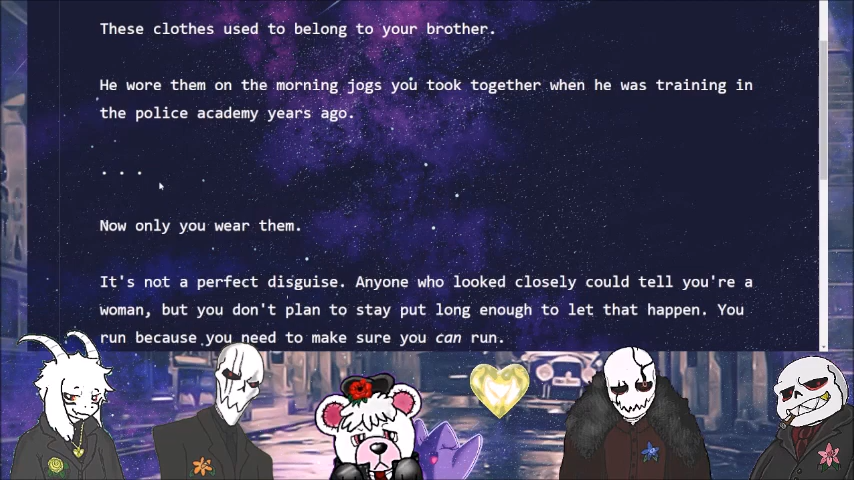 These clothes used to belong to your brother.
He wore them on the morning jogs you took together when he was training in
the police academy years ago.
. . .
Now only you wear them.
It's not a perfect disguise. Anyone who looked closely could tell you're a
woman, but you don't plan to stay put long enough to let that happen. You
run because you need to make sure you can run.